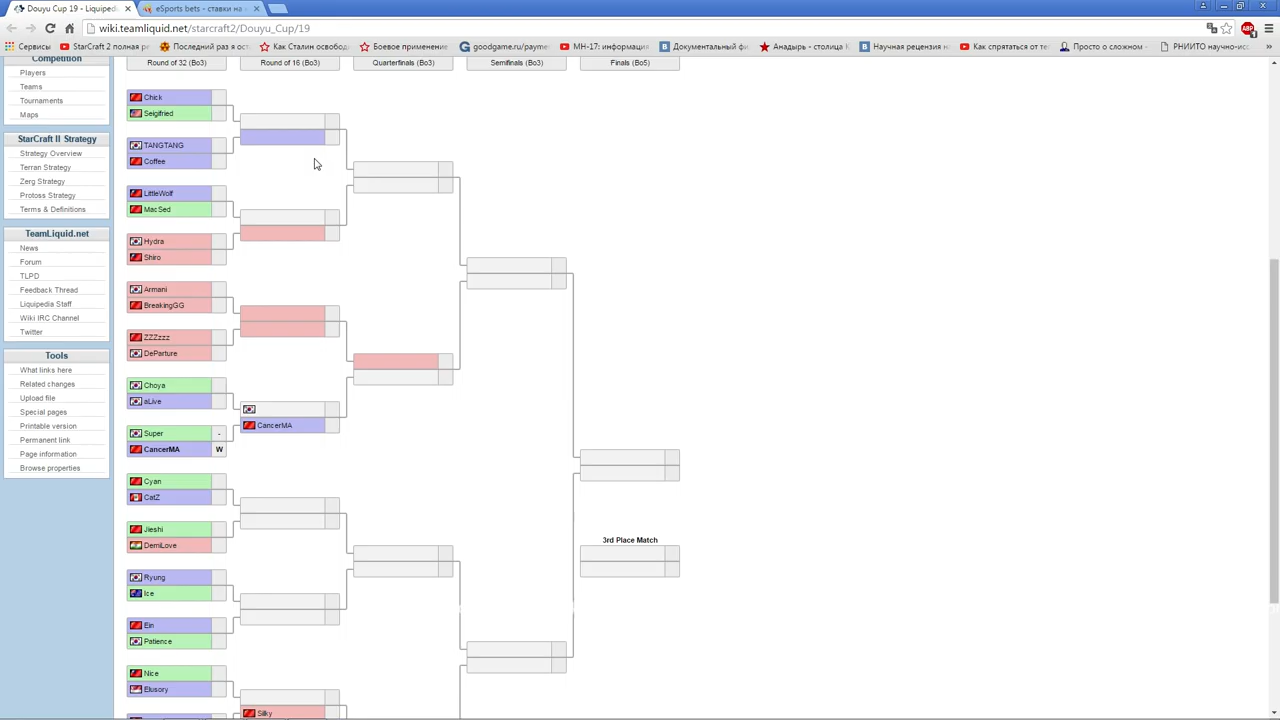 Douyu Cup 19 - Liquiped
eSports bets - ставки на
wiki.teamliquid.net/starcraft2/Douyu_Cup/19
Сервисы
StarCraft 2 полная ре
Последний раз я ост
Как Сталин освобод
Боевое применение
goodgame.ru/payme
МН-17: информаци
Документальный фи
Анадырь - столица К
Научная рецензия н
Как спрятаться от те
Просто о сложном -
РНИИТО научно-исс
Competition
Players
Teams
Tournaments
Maps
StarCraft II Strategy
Strategy Overview
Terran Strategy
Zerg Strategy
Protoss Strategy
Terms & Definitions
TeamLiquid.net
News
Forum
TLPD
Feedback Thread
Liquipedia Staff
Wiki IRC Channel
Twitter
Tools
What links here
Related changes
Upload file
Special pages
Printable version
Permanent link
Page information
Browse properties
Round of 32 (Bo3)
Round of 16 (Bo3)
Quarterfinals (Bo3)
Semifinals (Bo3)
Finals (Bo5)
Chick
Seigifried
TANGTANG
Coffee
LittleWolf
MacSed
Hydra
Shiro
Armani
BreakingGG
ZZZzzz
DeParture
Choya
aLive
Super -
CancerMA W
CancerMA
Cyan
CatZ
Jieshi
DemiLove
Ryung
Ice
Ein
Patience
Nice
Elusory
Silky
3rd Place Match